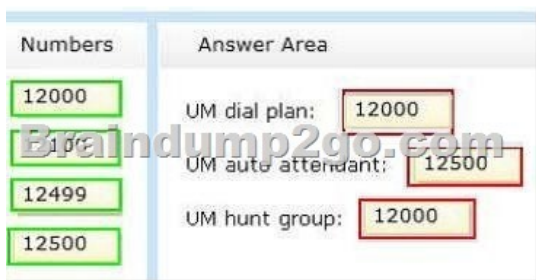 Numbers
Answer Area
12000
UM dial plan: 12000
Braindump2go.com
UM auto attendant: 12500
12499
UM hunt group: 12000
12500